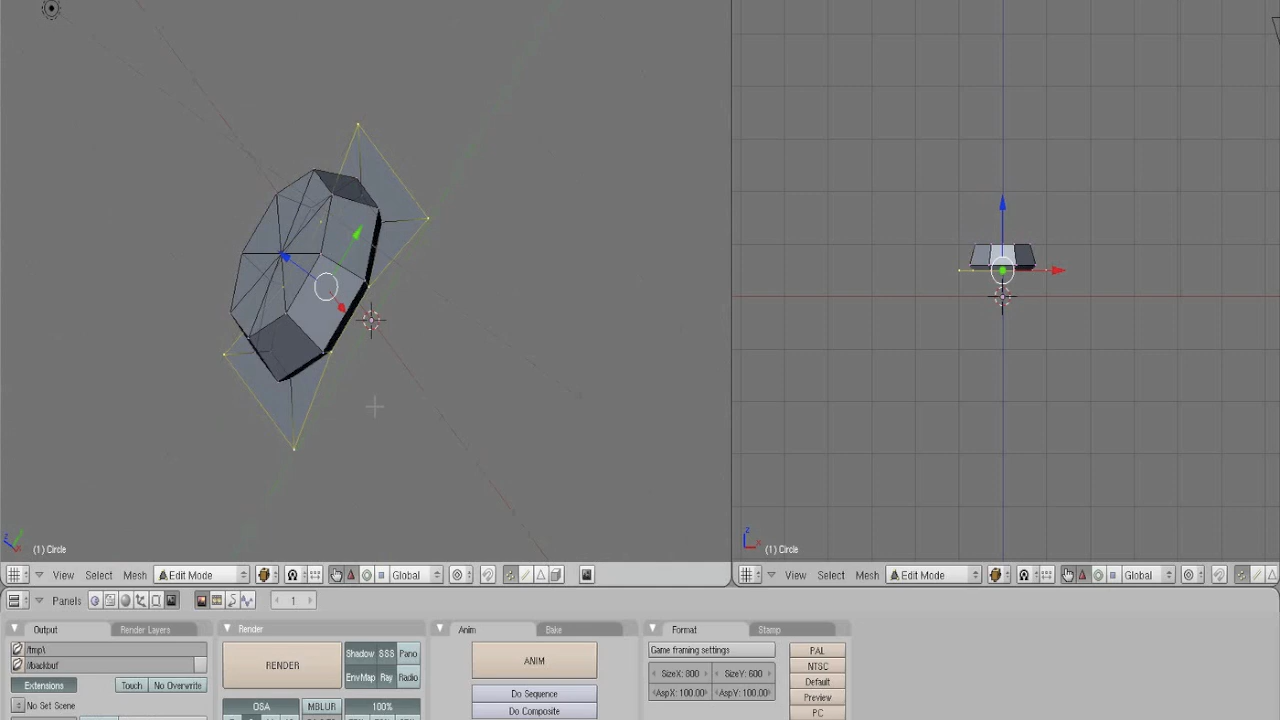 z
x
(1) Circle
z
x
(1) Circle
View Select Mesh Edit Mode Global
View Select Mesh Edit Mode Global
Panels 1
Output Render Layers
/tmp\
//backbuf
Extensions Touch No Overwrite
No Set Scene
Render
RENDER
Shadow SSS Pano
EnvMap Ray Radio
OSA MBLUR 100%
Anim Bake
ANIM
Do Sequence
Do Composite
Format Stamp
Game framing settings
SizeX: 800 SizeY: 600
AspX: 100.00 AspY: 100.00
PAL
NTSC
Default
Preview
PC